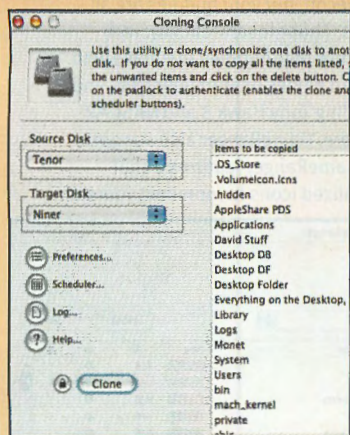 Cloning Console
Use this utility to clone/synchronize one disk to anot
disk. If you do not want to copy all the items listed,
the unwanted items and click on the delete button. C
on the padlock to authenticate (enables the clone and
scheduler buttons).
Source Disk
Tenor
Target Disk
Niner
Preferences...
Scheduler...
Log...
Help...
Clone
Items to be copied
.DS_Store
.VolumeIcon.icns
.hidden
AppleShare PDS
Applications
David Stuff
Desktop DB
Desktop DF
Desktop Folder
Everything on the Desktop,
Library
Logs
Monet
System
Users
bin
mach_kernel
private